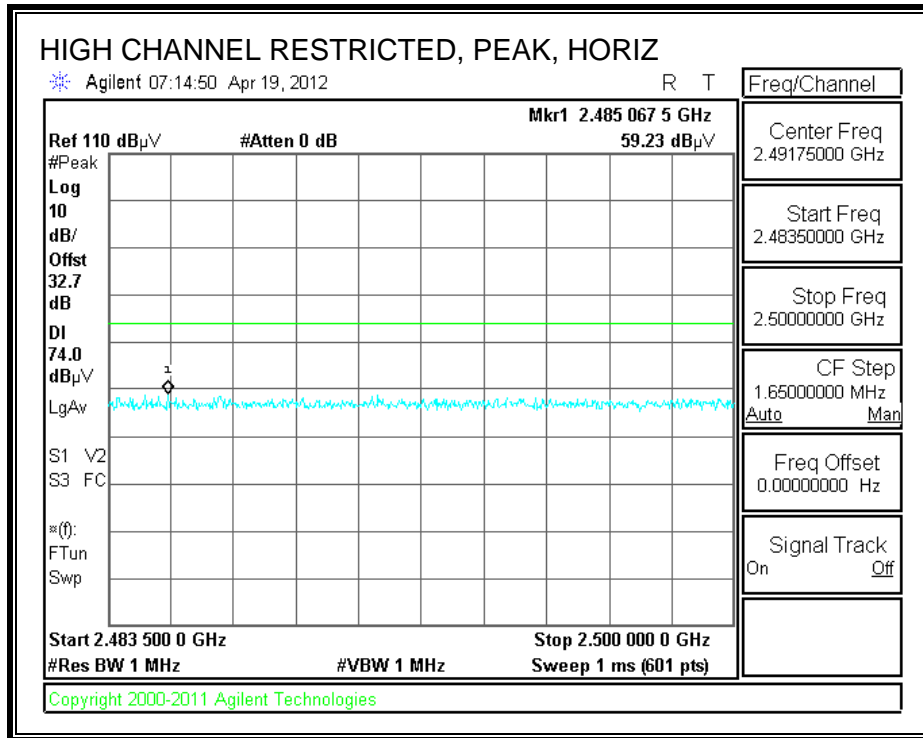 HIGH CHANNEL RESTRICTED, PEAK, HORIZ
Agilent 07:14:50 Apr 19, 2012 R T
Mkr1 2.485 067 5 GHz
Ref 110 dBµV #Atten 0 dB 59.23 dBµV
#Peak
Log
10
dB/
Offst
32.7
dB
DI
74.0
dBµV
1
LgAv
S1 V2
S3 FC
¤(f):
FTun
Swp
Start 2.483 500 0 GHz Stop 2.500 000 0 GHz
#Res BW 1 MHz #VBW 1 MHz Sweep 1 ms (601 pts)
Freq/Channel
Center Freq
2.49175000 GHz
Start Freq
2.48350000 GHz
Stop Freq
2.50000000 GHz
CF Step
1.65000000 MHz
Auto Man
Freq Offset
0.00000000 Hz
Signal Track
On Off
Copyright 2000-2011 Agilent Technologies